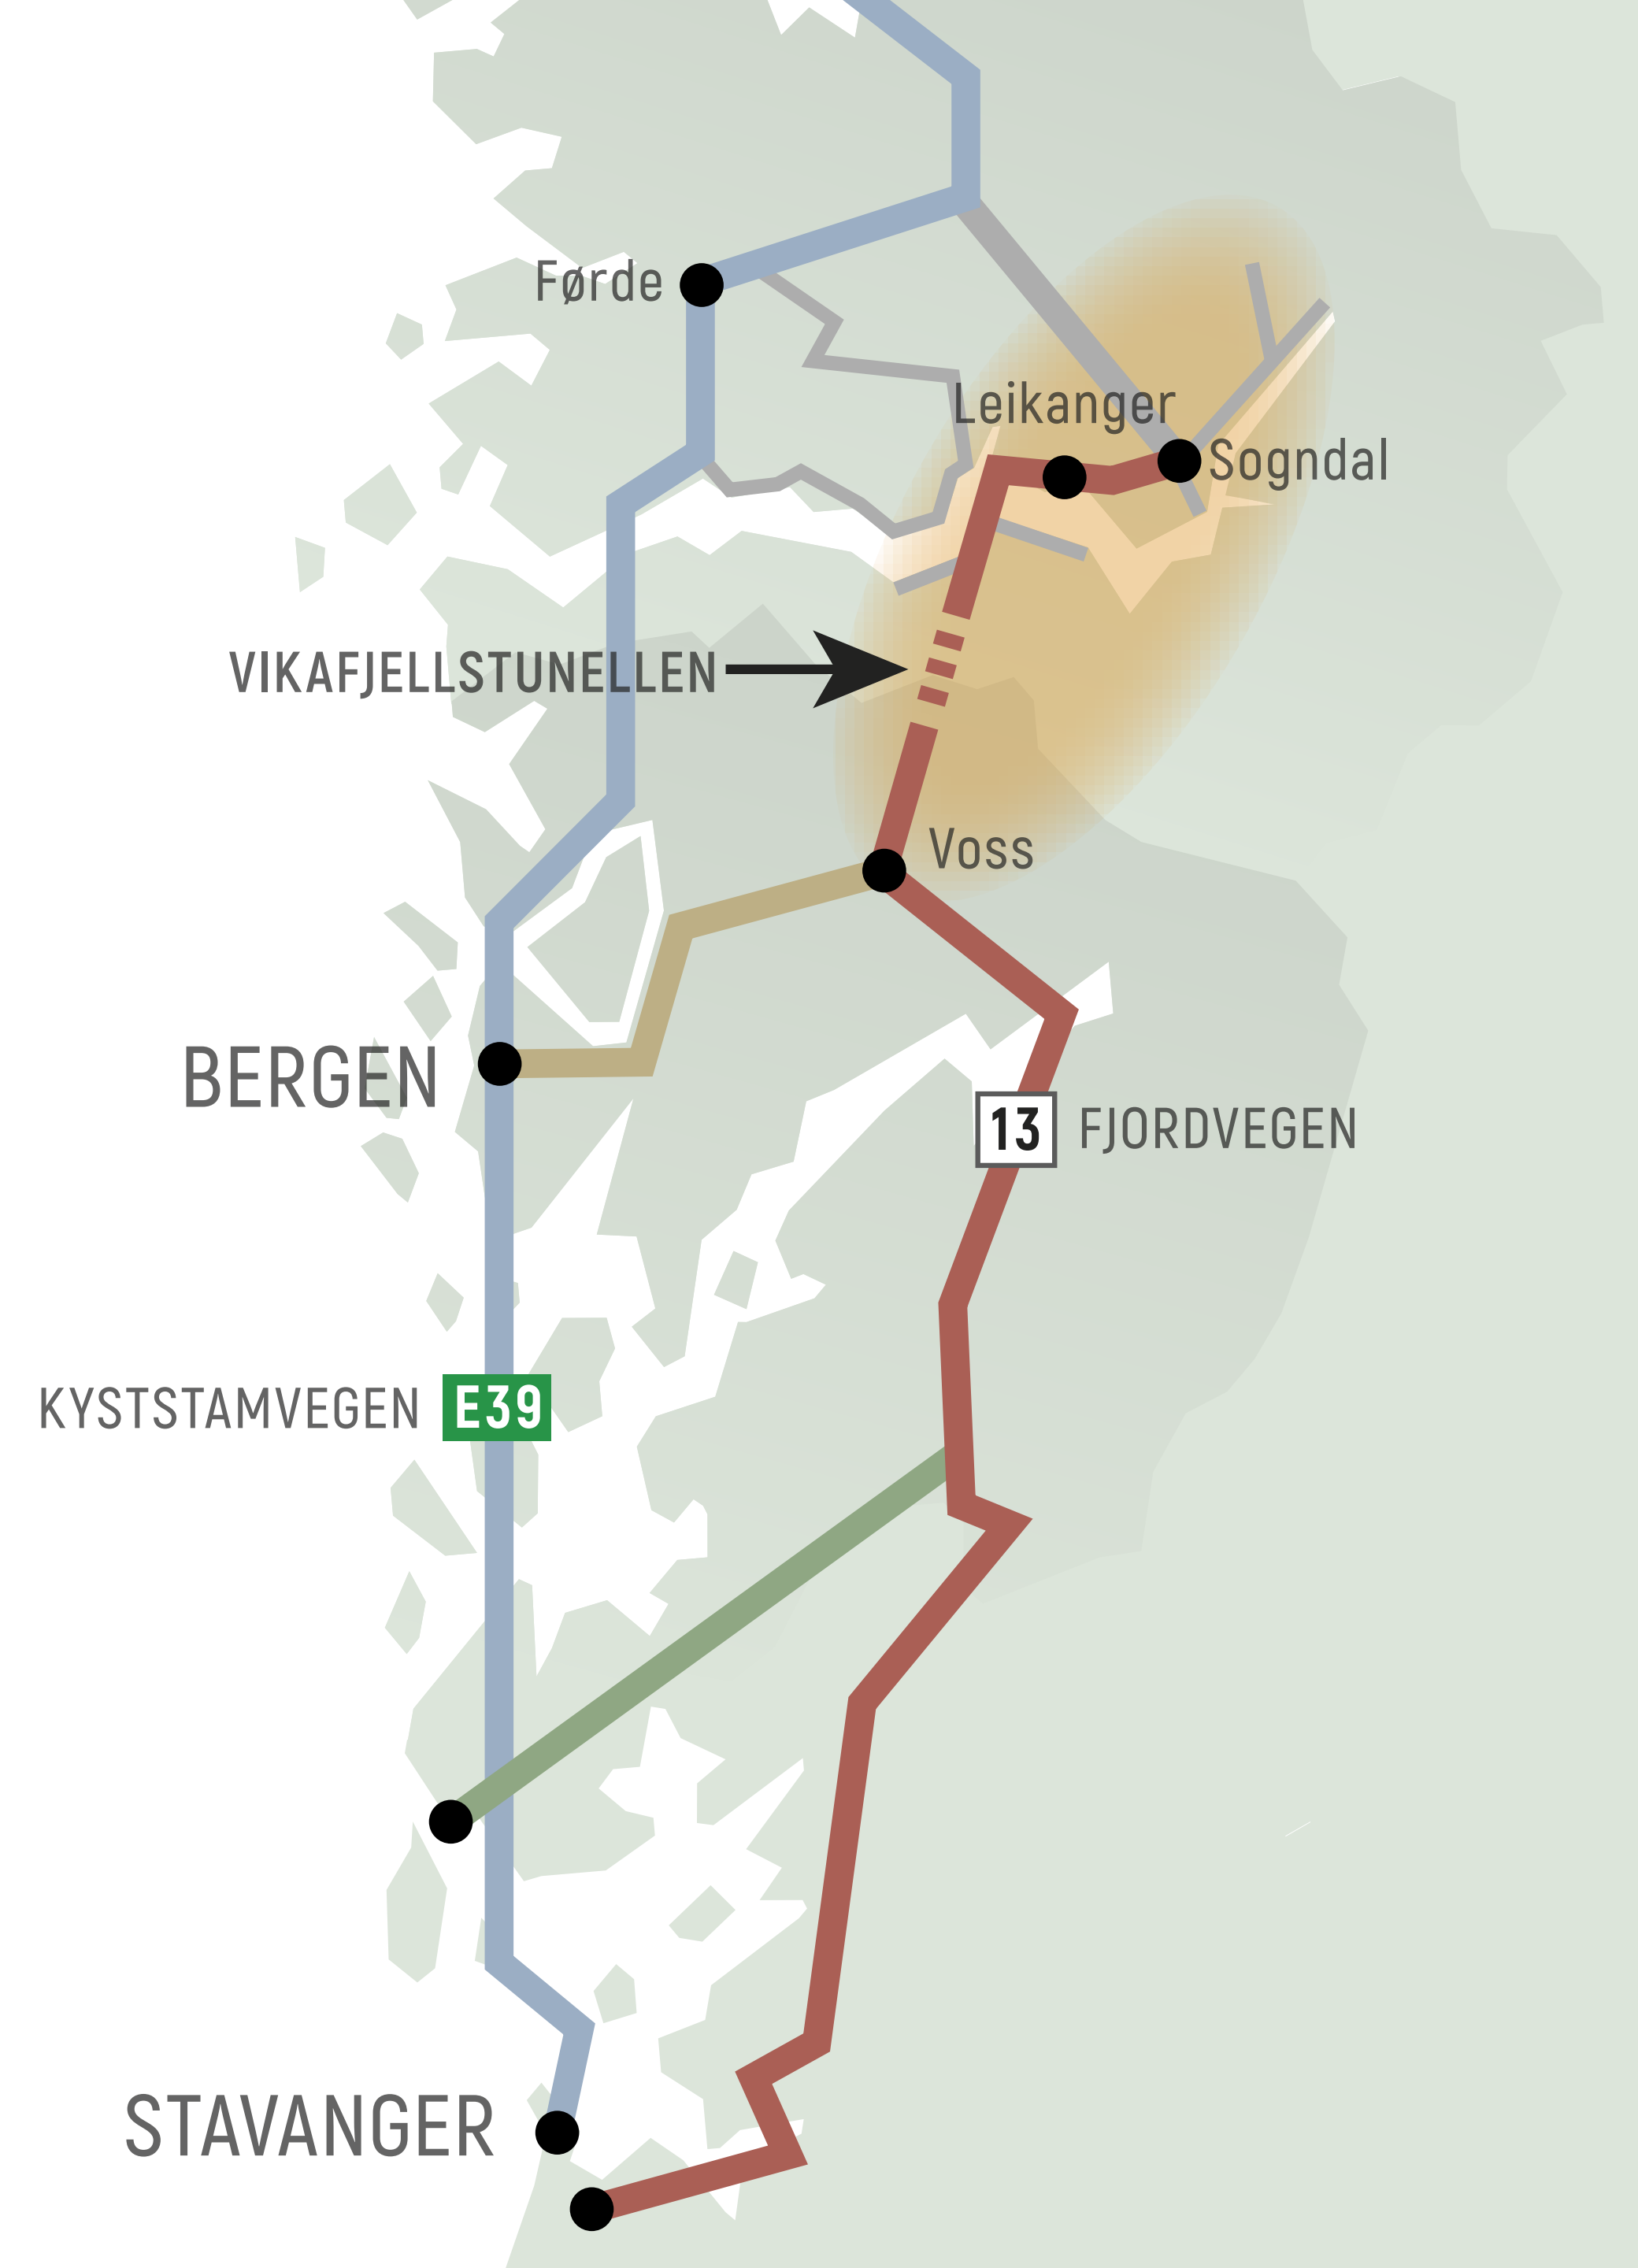 Førde
Leikanger
Sogndal
VIKAFJELLSTUNELLEN
Voss
BERGEN
13 FJORDVEGEN
KYSTSTAMVEGEN E39
STAVANGER